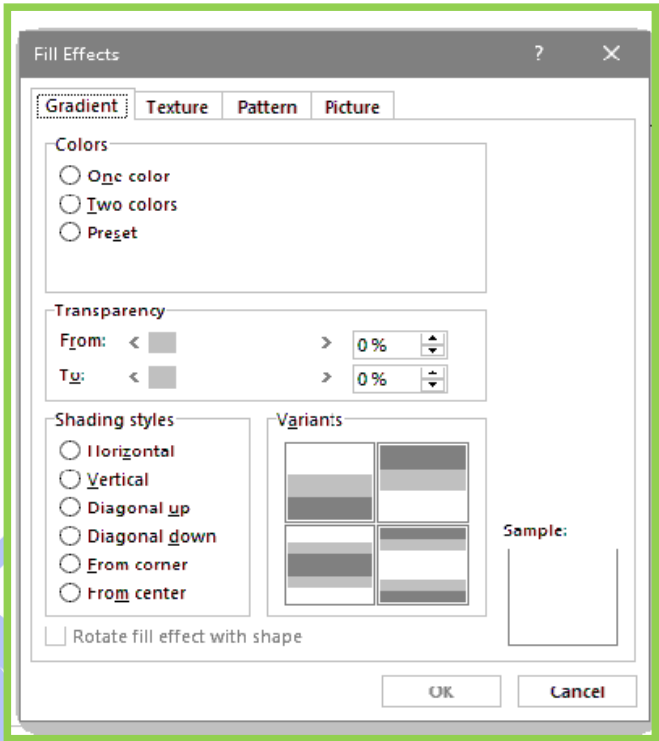 Fill Effects ?
Gradient Texture Pattern Picture
Colors
One color
Two colors
Preset
Transparency
From: 0 %
To: 0 %
Shading styles
Horizontal
Vertical
Diagonal up
Diagonal down
From corner
From center
Variants
Sample:
Rotate fill effect with shape
OK Cancel